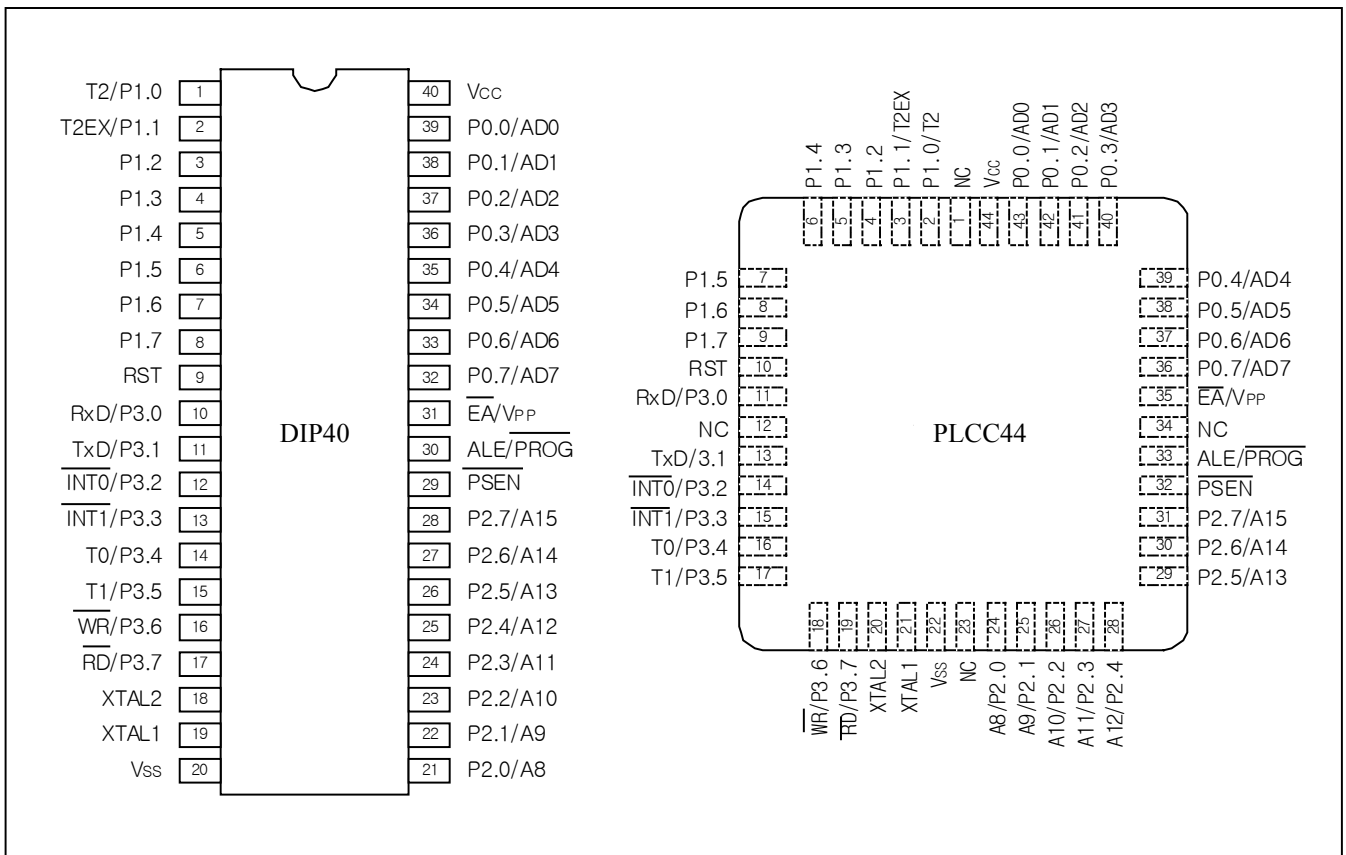 T2/P1.0 1
T2EX/P1.1 2
P1.2 3
P1.3 4
P1.4 5
P1.5 6
P1.6 7
P1.7 8
RST 9
RxD/P3.0 10
TxD/P3.1 11
INT0/P3.2 12
INT1/P3.3 13
T0/P3.4 14
T1/P3.5 15
WR/P3.6 16
RD/P3.7 17
XTAL2 18
XTAL1 19
Vss 20
DIP40
40 Vcc
39 P0.0/AD0
38 P0.1/AD1
37 P0.2/AD2
36 P0.3/AD3
35 P0.4/AD4
34 P0.5/AD5
33 P0.6/AD6
32 P0.7/AD7
31 EA/VPP
30 ALE/PROG
29 PSEN
28 P2.7/A15
27 P2.6/A14
26 P2.5/A13
25 P2.4/A12
24 P2.3/A11
23 P2.2/A10
22 P2.1/A9
21 P2.0/A8
P1.4 6
P1.3 5
P1.2 4
P1.1/T2EX 3
P1.0/T2 2
NC 1
Vcc 44
P0.0/AD0 43
P0.1/AD1 42
P0.2/AD2 41
P0.3/AD3 40
P1.5 7
P1.6 8
P1.7 9
RST 10
RxD/P3.0 11
NC 12
TxD/3.1 13
INT0/P3.2 14
INT1/P3.3 15
T0/P3.4 16
T1/P3.5 17
PLCC44
39 P0.4/AD4
38 P0.5/AD5
37 P0.6/AD6
36 P0.7/AD7
35 EA/VPP
34 NC
33 ALE/PROG
32 PSEN
31 P2.7/A15
30 P2.6/A14
29 P2.5/A13
18 WR/P3.6
19 RD/P3.7
20 XTAL2
21 XTAL1
22 Vss
23 NC
24 A8/P2.0
25 A9/P2.1
26 A10/P2.2
27 A11/P2.3
28 A12/P2.4